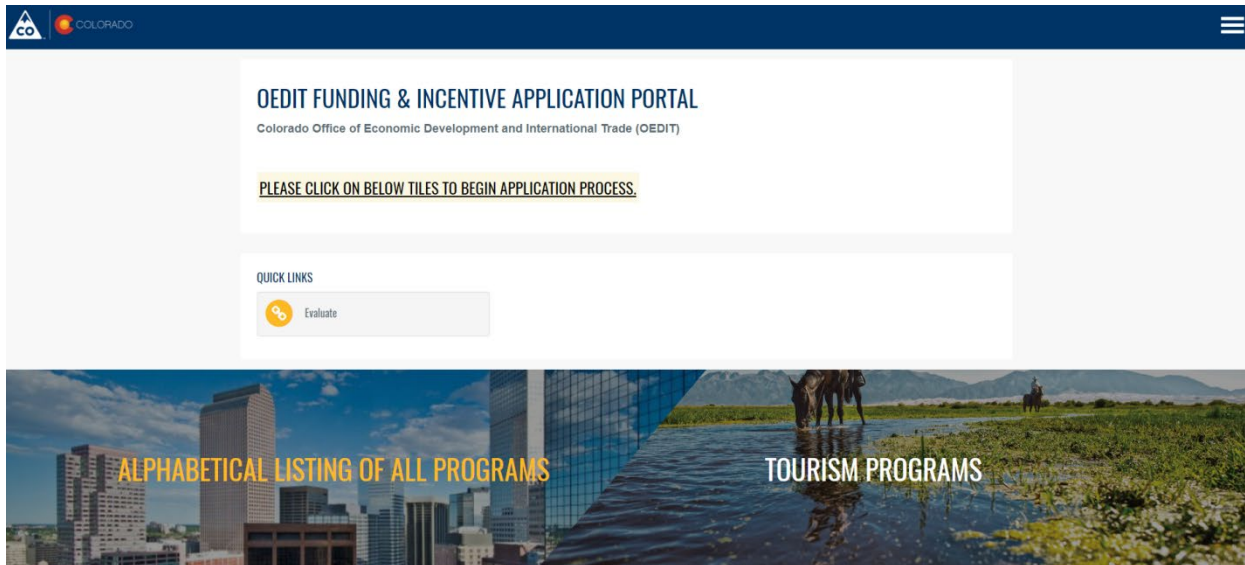 CO
COLORADO
OEDIT FUNDING & INCENTIVE APPLICATION PORTAL
Colorado Office of Economic Development and International Trade (OEDIT)
PLEASE CLICK ON BELOW TILES TO BEGIN APPLICATION PROCESS.
QUICK LINKS
Evaluate
ALPHABETICAL LISTING OF ALL PROGRAMS
TOURISM PROGRAMS